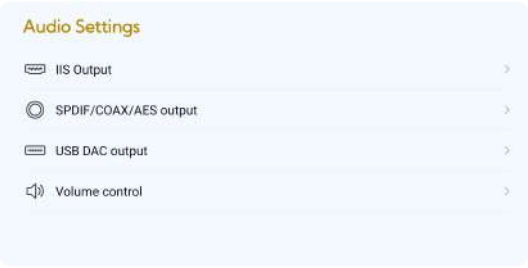 Audio Settings
IIS Output
SPDIF/COAX/AES output
USB DAC output
Volume control